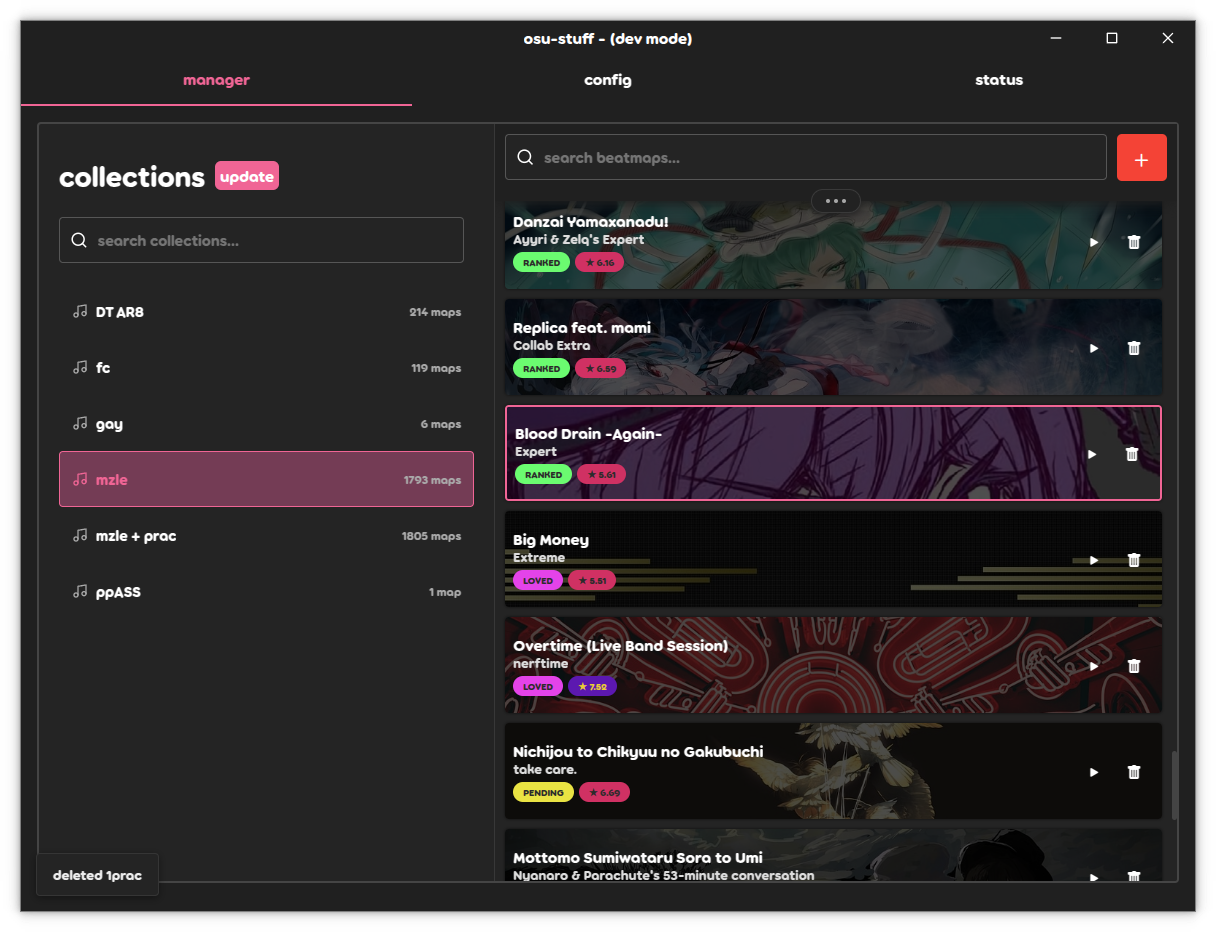 osu-stuff - (dev mode)
manager
config
status
collections
update
search collections...
DT AR8
214 maps
fc
119 maps
gay
6 maps
mzle
1793 maps
mzle + prac
1805 maps
ppASS
1 map
deleted 1prac
search beatmaps...
+
Danzai Yamaxanadu!
Ayyri & Zelq's Expert
RANKED ★ 6.16
Replica feat. mami
Collab Extra
RANKED ★ 6.59
Blood Drain -Again-
Expert
RANKED ★ 5.61
Big Money
Extreme
LOVED ★ 5.51
Overtime (Live Band Session)
nerftime
LOVED ★ 7.52
Nichijou to Chikyuu no Gakubuchi
take care.
PENDING ★ 6.69
Mottomo Sumiwataru Sora to Umi
Nyanaro & Parachute's 53-minute conversation